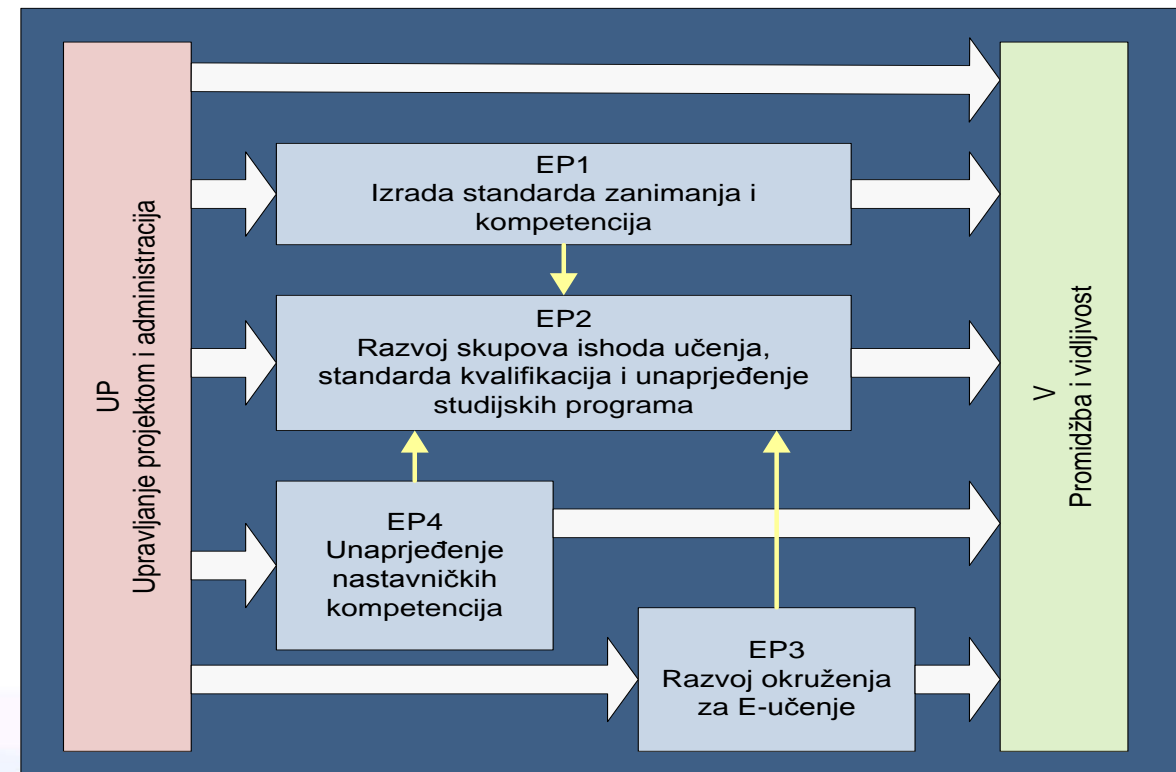 UP
Upravljanje projektom i administracija
EP1
Izrada standarda zanimanja i
kompetencija
EP2
Razvoj skupova ishoda učenja,
standarda kvalifikacija i unaprjeđenje
studijskih programa
EP4
Unaprjeđenje
nastavničkih
kompetencija
EP3
Razvoj okruženja
za E-učenje
V
Promidžba i vidljivost